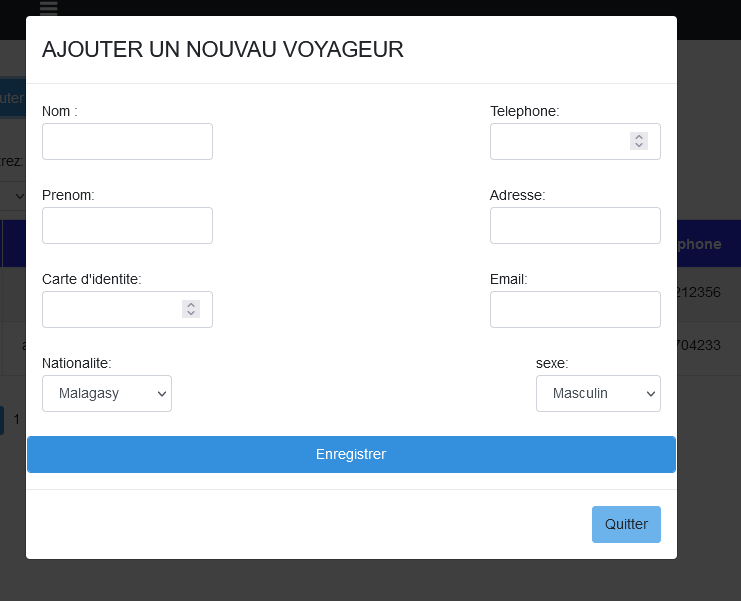 AJOUTER UN NOUVAU VOYAGEUR
uter
Nom :
Telephone:
rez:
Prenom:
Adresse:
phone
Carte d'identite:
Email:
212356
704233
Nationalite:
sexe:
Malagasy
Masculin
1
Enregistrer
Quitter